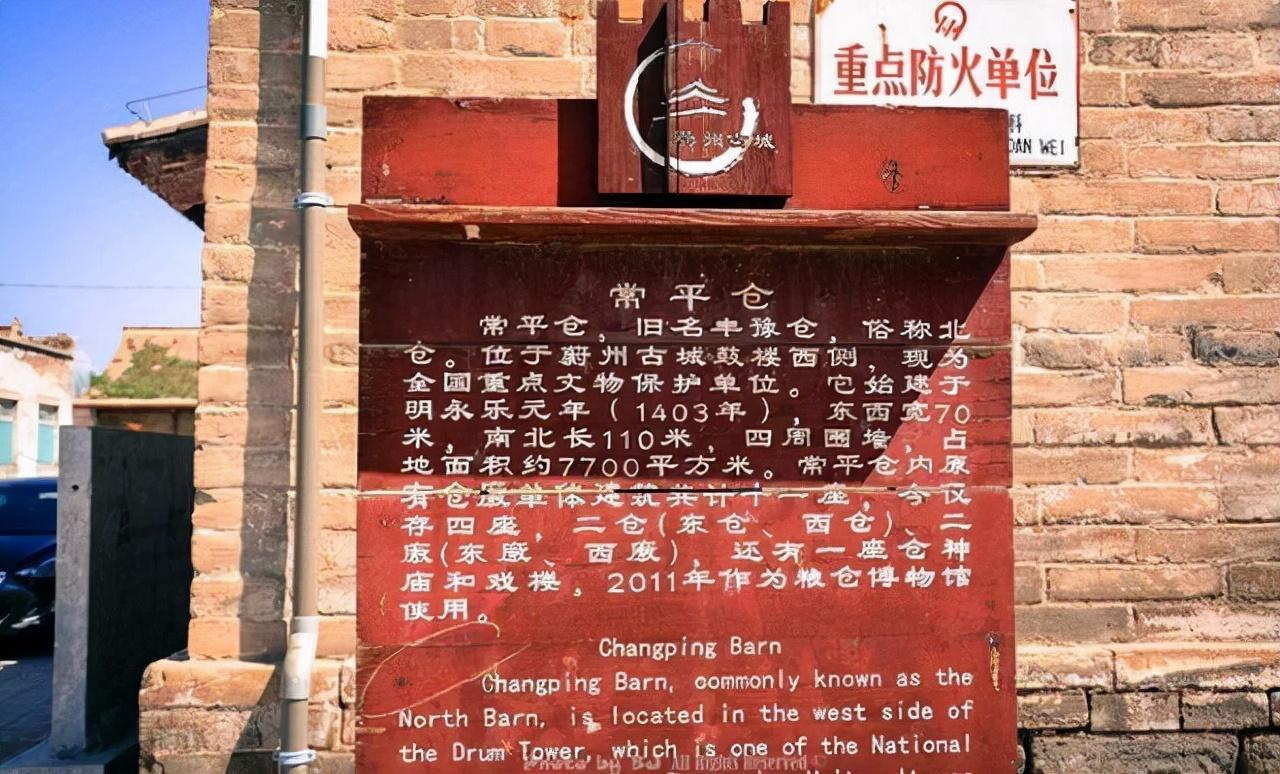 重点防火单位
DAN WEI
州古城
常平仓
常平仓，旧名丰豫仓，俗称北
仓。位于蔚州古城鼓楼西侧，现为
全国重点文物保护单位。它始建于
明永乐元年（1403年），东西宽70
米，南北长110米，四周围墙，占
地面积约7700平方米。常平仓内原
有仓廒单体建筑共计十一座，今仅
存四座，二仓(东仓、西仓)、二
廒(东廒、西廒)，还有一座仓神
庙和戏楼，2011年作为粮仓博物馆
使用。
Changping Barn
Changping Barn, commonly known as the
North Barn, is located in the west side of
the Drum Tower, which is one of the National
Photo by All Rights Reserved